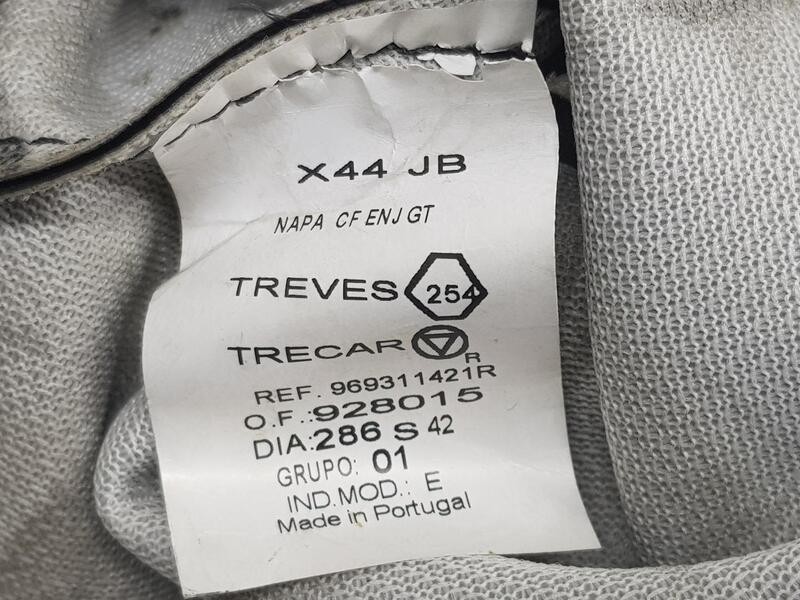 X44 JB
NAPA CF ENJ GT
TREVES 254
TRECAR R
REF. 969311421R
O.F.:928015
DIA:286 S 42
GRUPO: 01
IND.MOD.: E
Made in Portugal